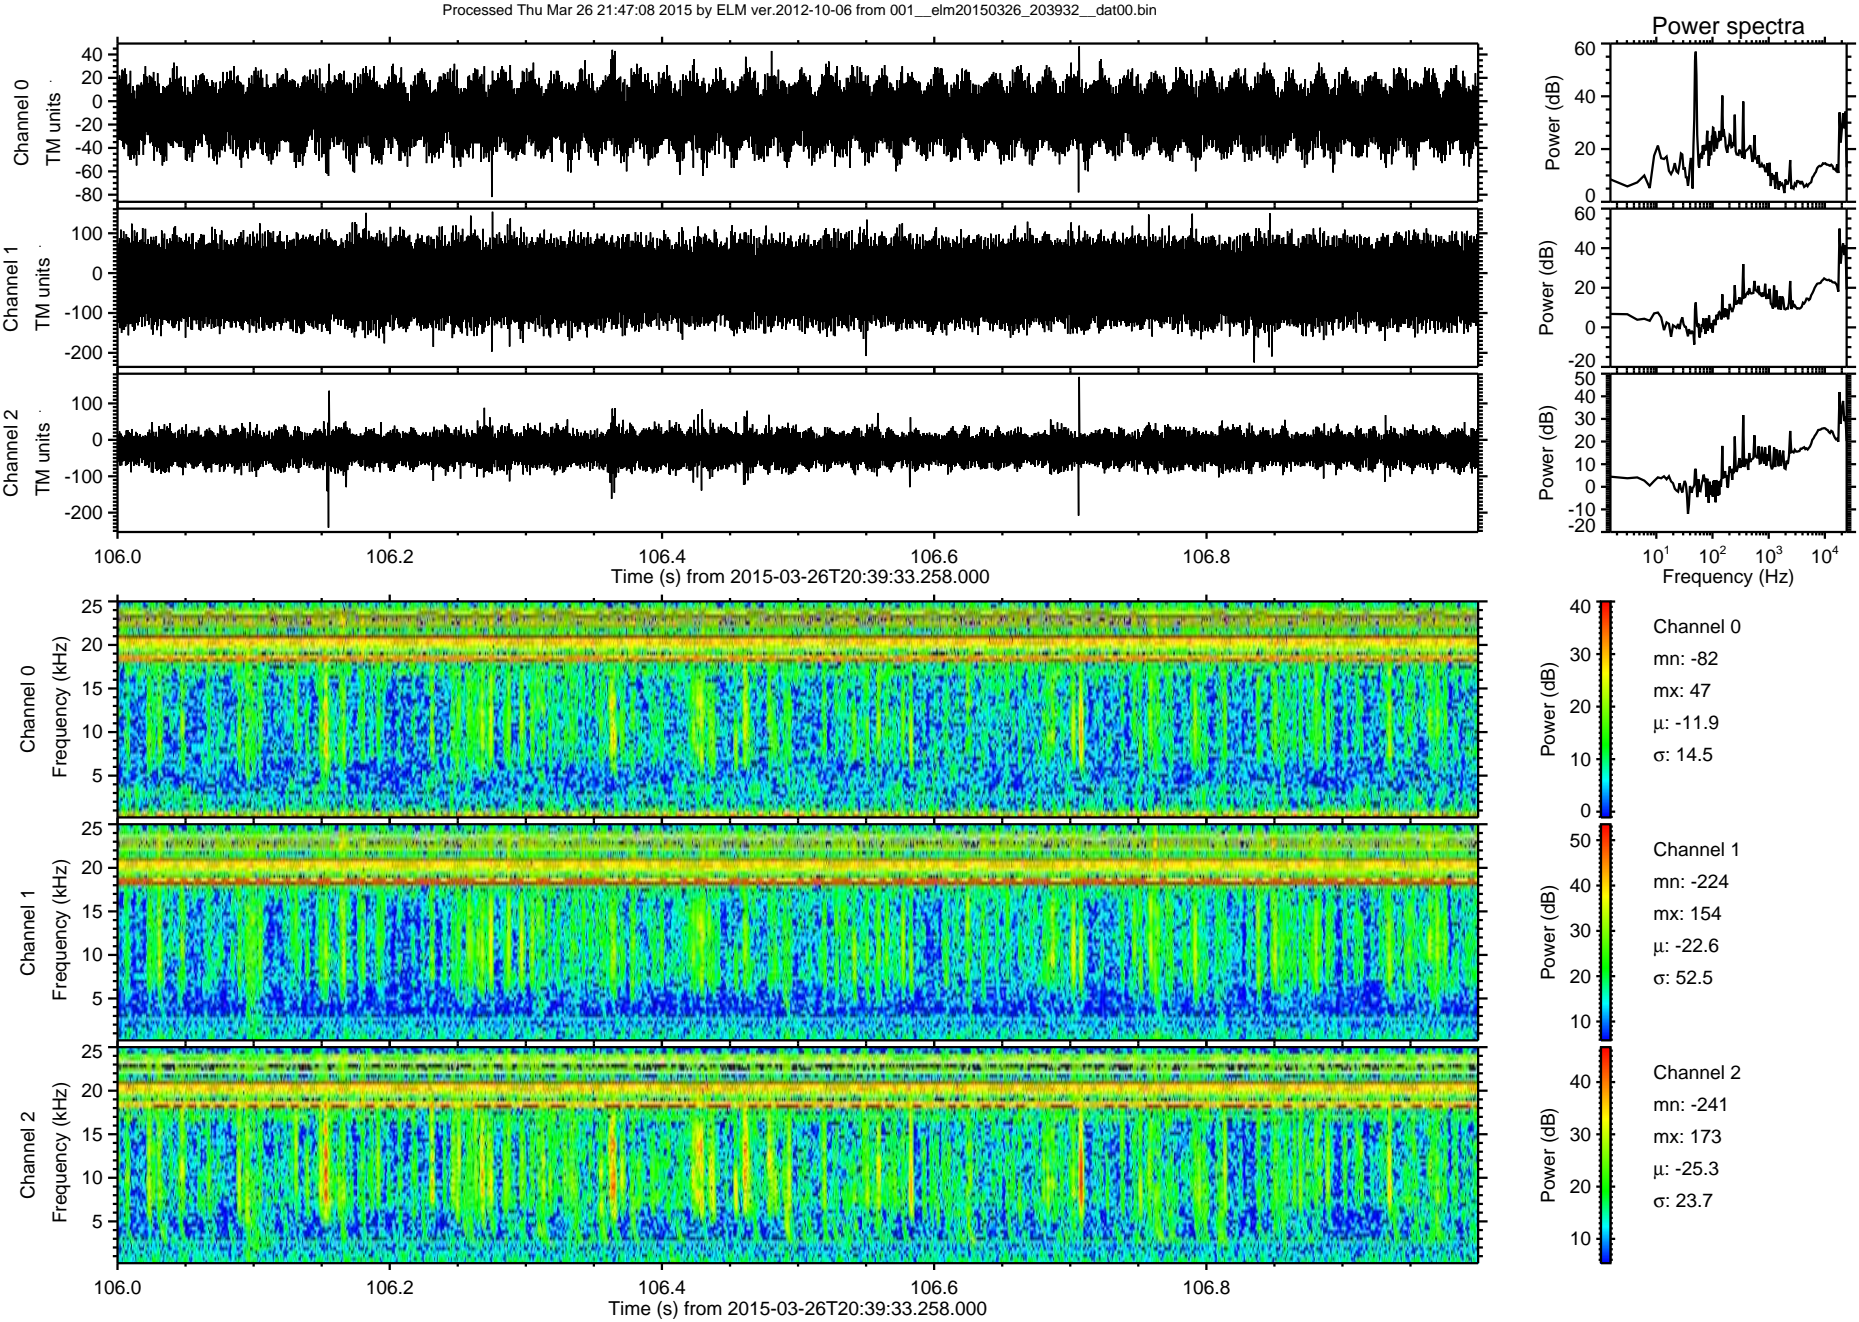 Processed Thu Mar 26 21:47:08 2015 by ELM ver.2012-10-06 from 001__elm20150326_203932__dat00.bin
Power spectra
Channel 0
TM units
40
20
0
-20
-40
-60
-80
Power (dB)
60
40
20
0
Channel 1
TM units
100
0
-100
-200
Power (dB)
60
40
20
0
-20
Channel 2
TM units
100
0
-100
-200
Power (dB)
50
40
30
20
10
0
-10
-20
106.0 106.2 106.4 106.6 106.8
Time (s) from 2015-03-26T20:39:33.258.000
10^1 10^2 10^3 10^4
Frequency (Hz)
Channel 0
Frequency (kHz)
25
20
15
10
5
Power (dB)
40
30
20
10
0
Channel 0
mn: -82
mx: 47
μ: -11.9
σ: 14.5
Channel 1
Frequency (kHz)
25
20
15
10
5
Power (dB)
50
40
30
20
10
Channel 1
mn: -224
mx: 154
μ: -22.6
σ: 52.5
Channel 2
Frequency (kHz)
25
20
15
10
5
Power (dB)
40
30
20
10
Channel 2
mn: -241
mx: 173
μ: -25.3
σ: 23.7
106.0 106.2 106.4 106.6 106.8
Time (s) from 2015-03-26T20:39:33.258.000